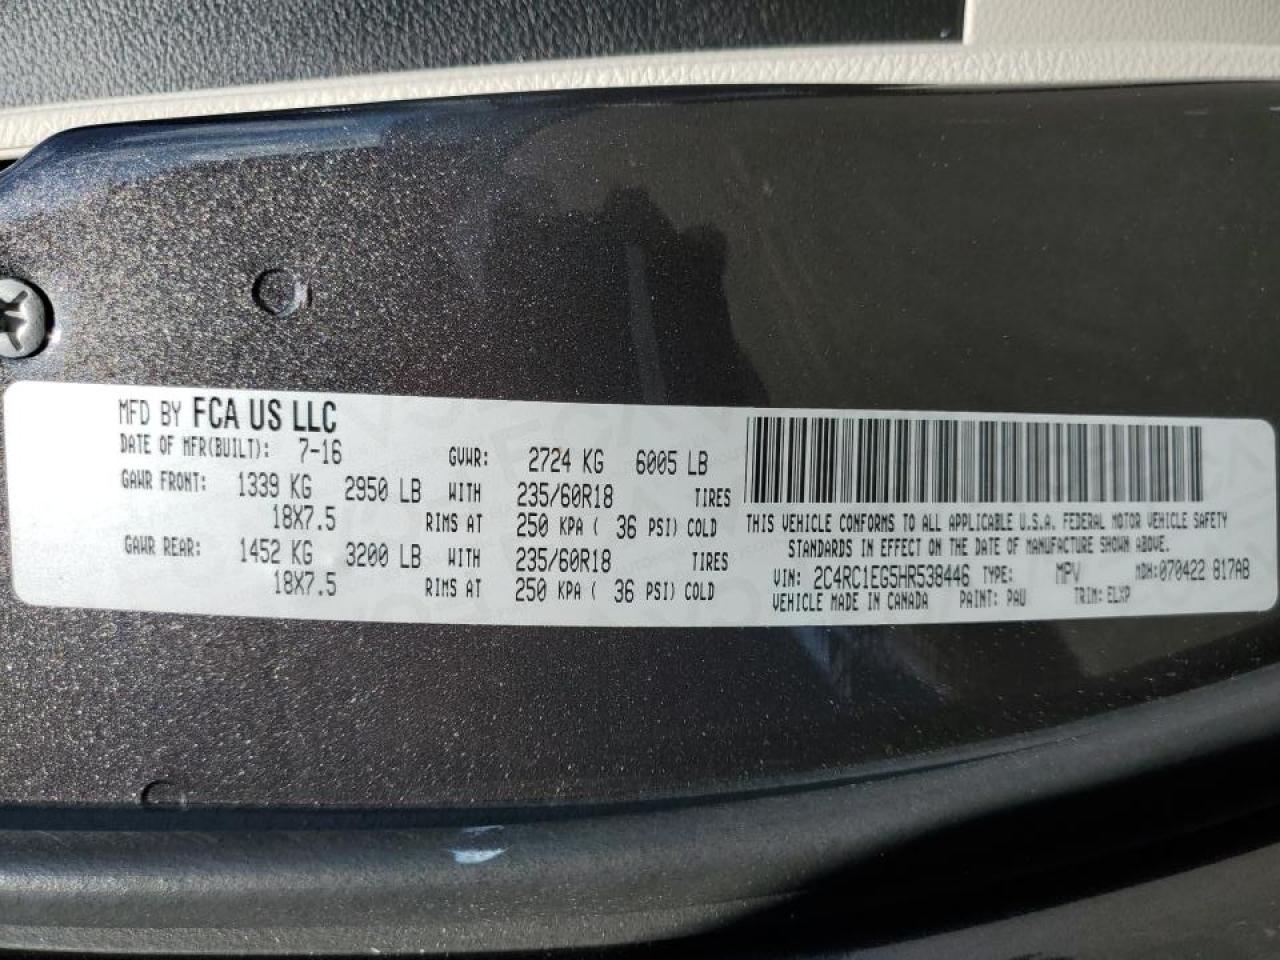 MFD BY FCA US LLC
DATE OF MFR(BUILT): 7-16 GVWR: 2724 KG 6005 LB
GAWR FRONT: 1339 KG 2950 LB WITH 235/60R18 TIRES
18X7.5 RIMS AT 250 KPA ( 36 PSI) COLD
GAWR REAR: 1452 KG 3200 LB WITH 235/60R18 TIRES
18X7.5 RIMS AT 250 KPA ( 36 PSI) COLD
THIS VEHICLE CONFORMS TO ALL APPLICABLE U.S.A. FEDERAL MOTOR VEHICLE SAFETY
STANDARDS IN EFFECT ON THE DATE OF MANUFACTURE SHOWN ABOVE.
VIN: 2C4RC1EG5HR538446 TYPE: MPV MDH:070422 817AB
VEHICLE MADE IN CANADA PAINT: PAU TRIM: ELXP